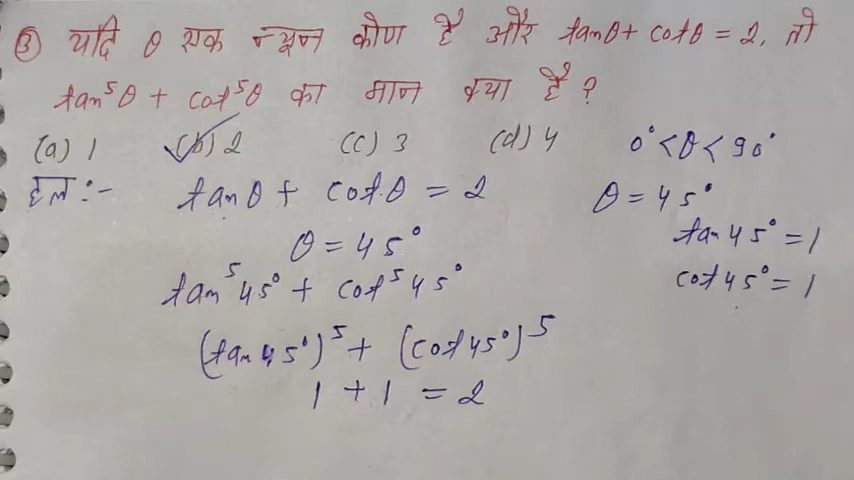 ③ यदि θ एक न्यून कोण है और tanθ + cotθ = 2, तो
tan⁵θ + cot⁵θ का मान क्या है ?
(a) 1 (b) 2 (c) 3 (d) 4 0° < θ < 90°
हल :- tanθ + cot.θ = 2 θ = 45°
θ = 45° tan 45° = 1
tan⁵45° + cot⁵45° cot 45° = 1
(tan 45°)⁵ + (cot 45°)⁵
1 + 1 = 2